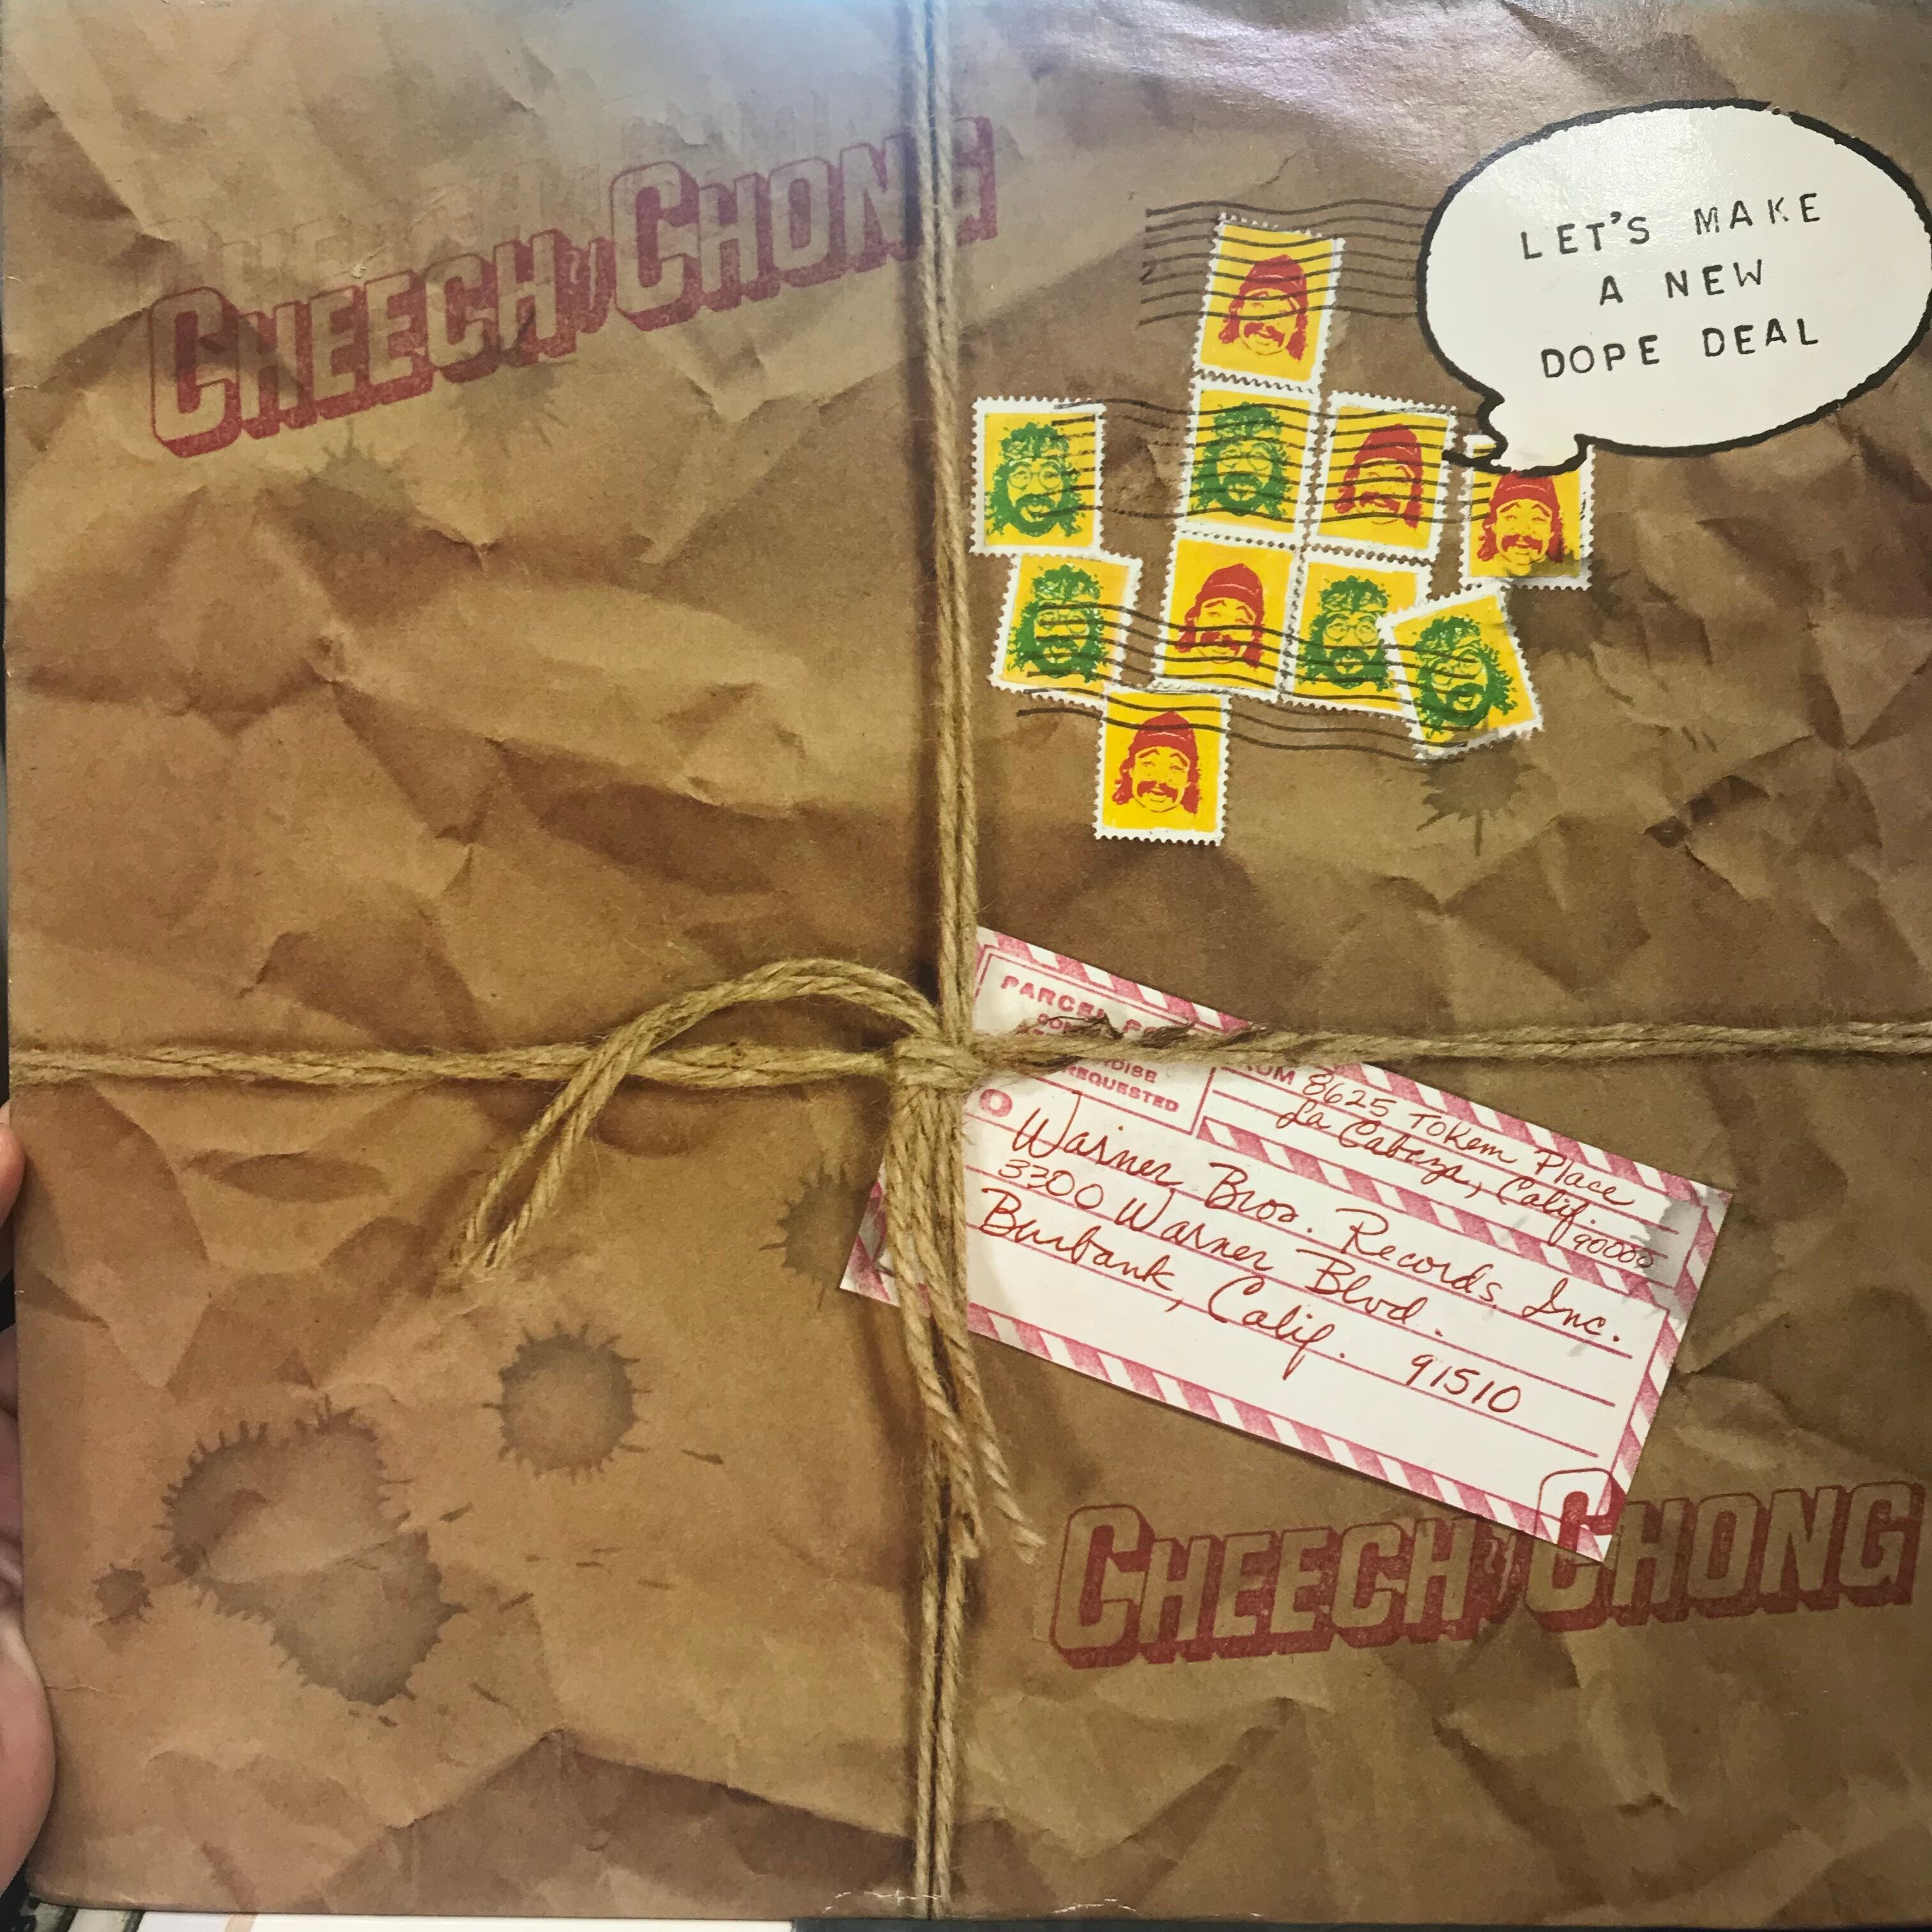 CHEECH y CHONG
LET'S MAKE
A NEW
DOPE DEAL
PARCEL
REQUESTED
8625 TOKem Place
La Cabeza, Calif.
90005
Warner Bros. Records Inc.
3300 Warner Blvd.
Burbank, Calif. 91510
CHEECH y CHONG